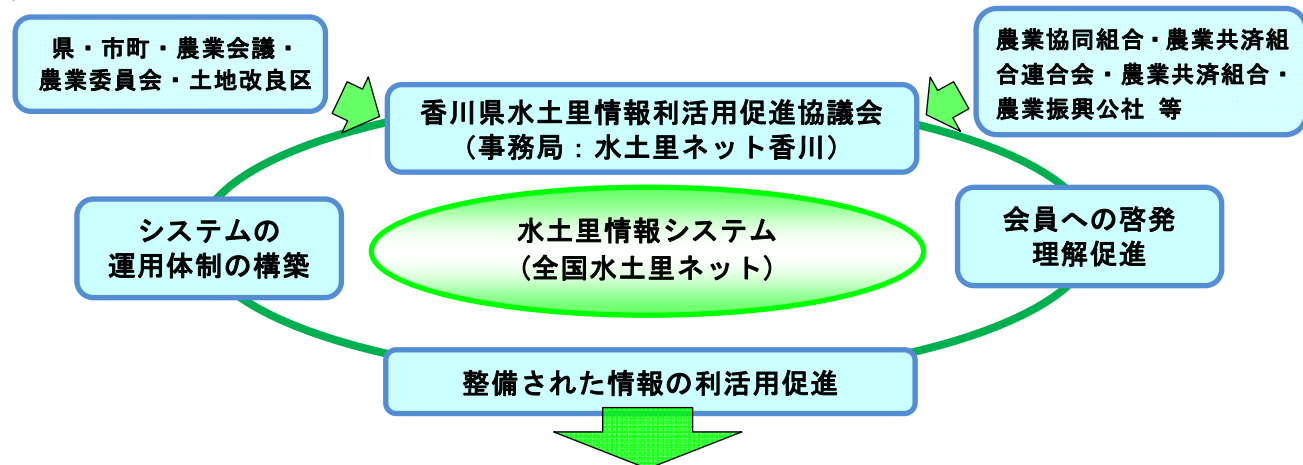 県・市町・農業会議・
農業委員会・土地改良区
農業協同組合・農業共済組
合連合会・農業共済組合・
農業振興公社 等
香川県水土里情報利活用促進協議会
（事務局：水土里ネット香川）
システムの
運用体制の構築
水土里情報システム
（全国水土里ネット）
会員への啓発
理解促進
整備された情報の利活用促進